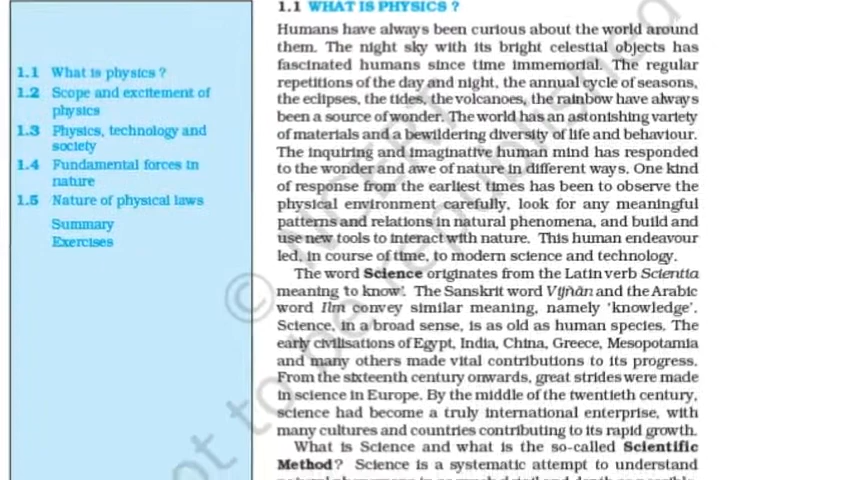 1.1 What is physics ?
1.2 Scope and excitement of
physics
1.3 Physics, technology and
society
1.4 Fundamental forces in
nature
1.5 Nature of physical laws
Summary
Exercises
1.1 WHAT IS PHYSICS ?
Humans have always been curious about the world around
them. The night sky with its bright celestial objects has
fascinated humans since time immemorial. The regular
repetitions of the day and night, the annual cycle of seasons,
the eclipses, the tides, the volcanoes, the rainbow have always
been a source of wonder. The world has an astonishing variety
of materials and a bewildering diversity of life and behaviour.
The inquiring and imaginative human mind has responded
to the wonder and awe of nature in different ways. One kind
of response from the earliest times has been to observe the
physical environment carefully, look for any meaningful
patterns and relations in natural phenomena, and build and
use new tools to interact with nature. This human endeavour
led, in course of time, to modern science and technology.
The word Science originates from the Latin verb Scientia
meaning 'to know'. The Sanskrit word Vijñān and the Arabic
word Ilm convey similar meaning, namely 'knowledge'.
Science, in a broad sense, is as old as human species. The
early civilisations of Egypt, India, China, Greece, Mesopotamia
and many others made vital contributions to its progress.
From the sixteenth century onwards, great strides were made
in science in Europe. By the middle of the twentieth century,
science had become a truly international enterprise, with
many cultures and countries contributing to its rapid growth.
What is Science and what is the so-called Scientific
Method? Science is a systematic attempt to understand
© NCERT
not to be republished